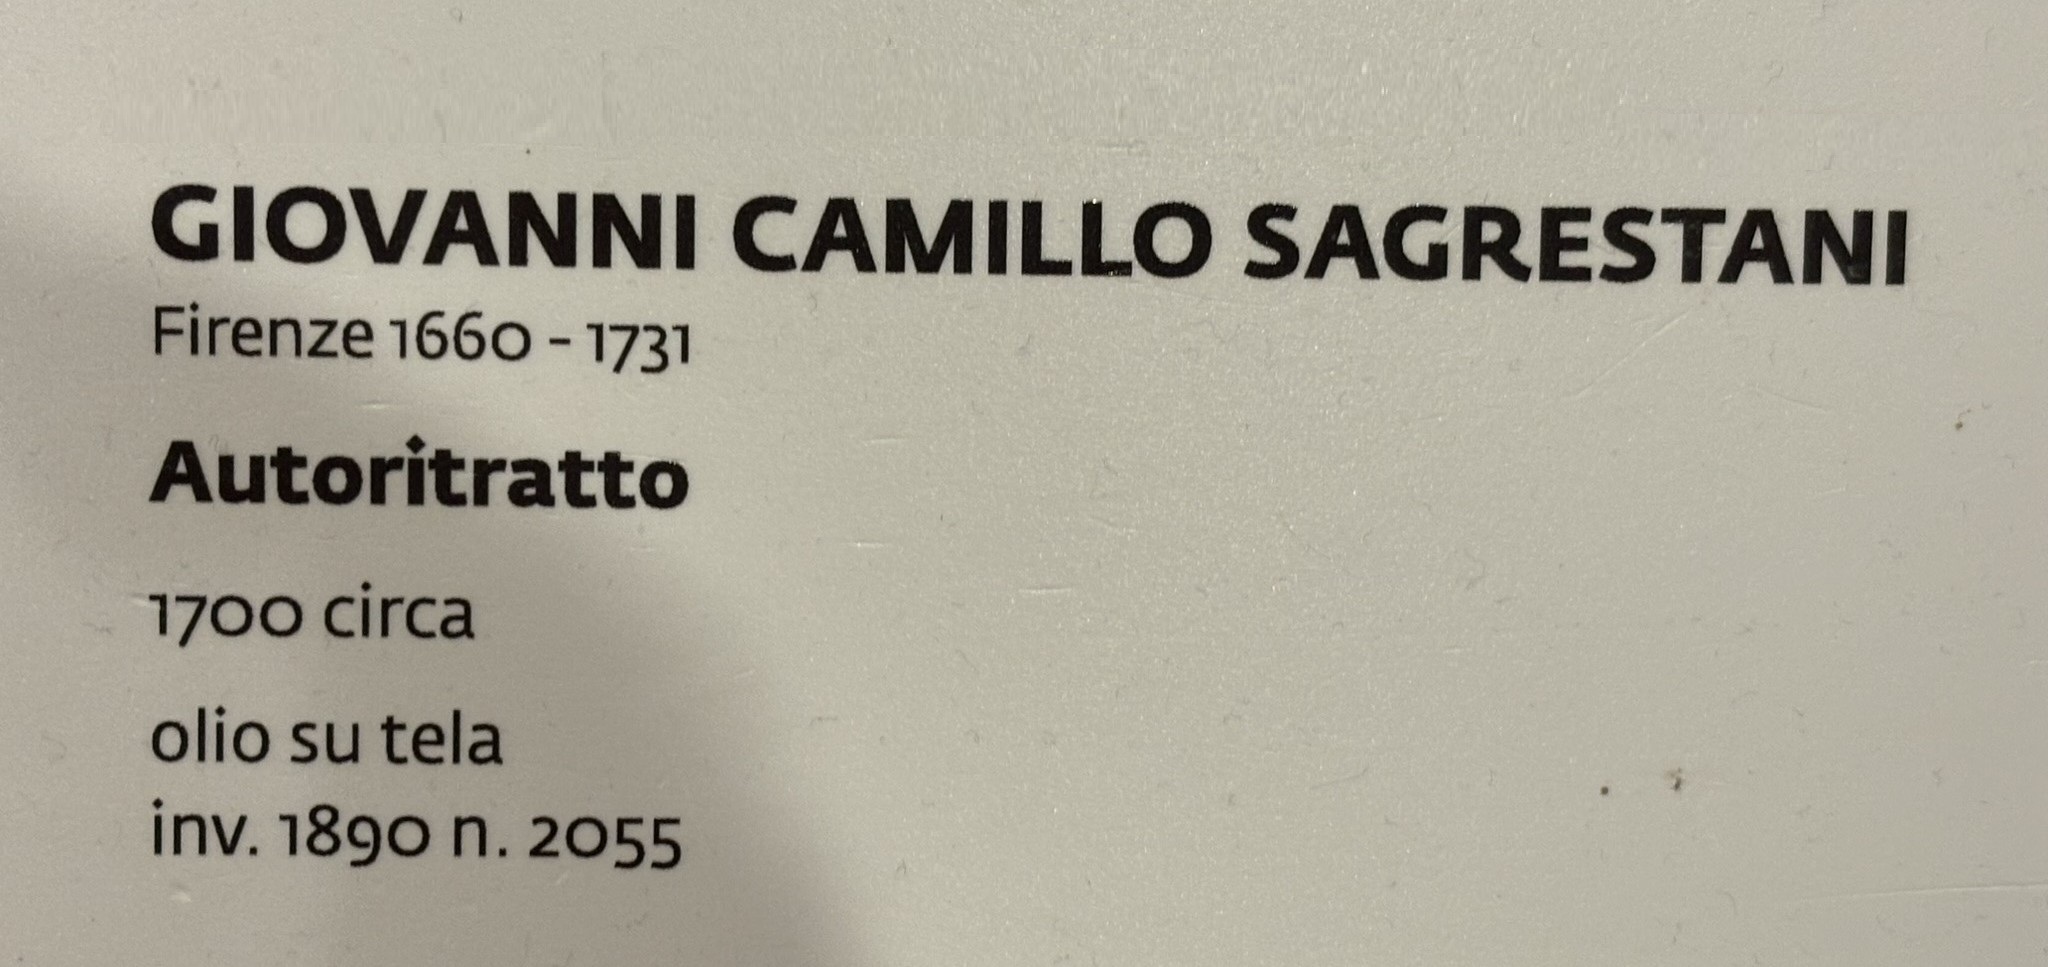 GIOVANNI CAMILLO SAGRESTANI
Firenze 1660 - 1731
Autoritratto
1700 circa
olio su tela
inv. 1890 n. 2055